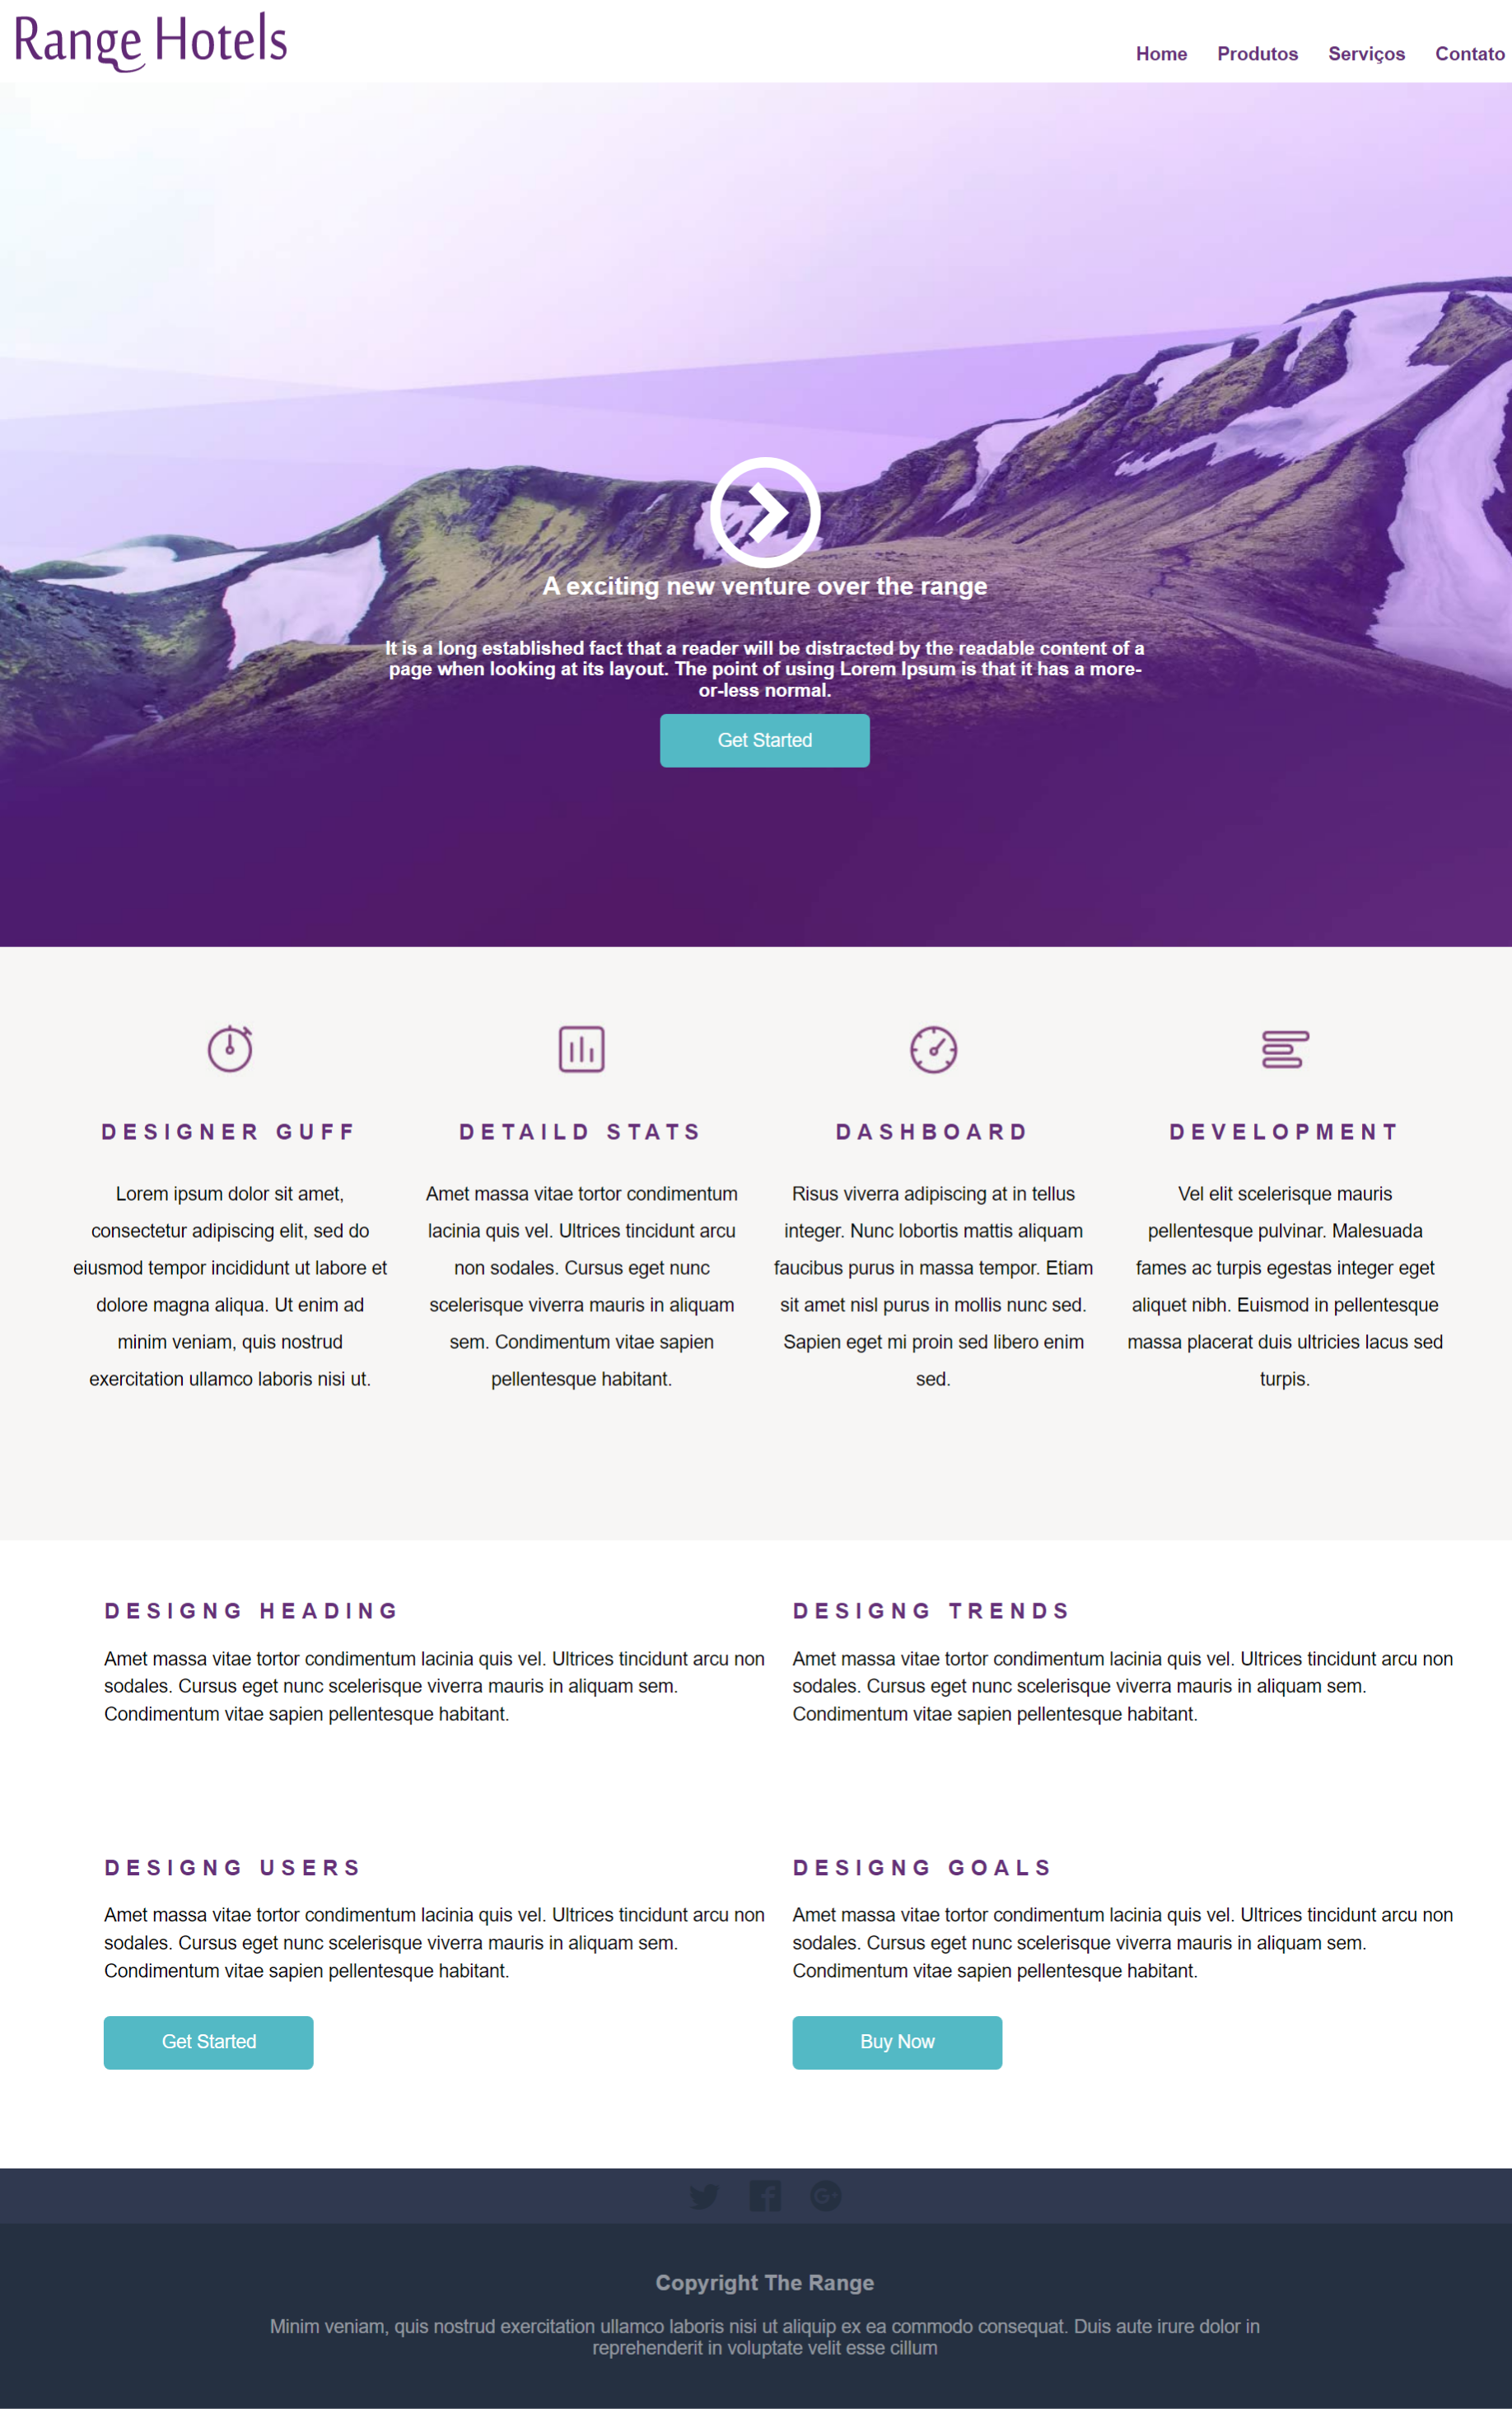 Range Hotels
Home Produtos Serviços Contato
A exciting new venture over the range
It is a long established fact that a reader will be distracted by the readable content of a
page when looking at its layout. The point of using Lorem Ipsum is that it has a more-
or-less normal.
Get Started
DESIGNER GUFF
Lorem ipsum dolor sit amet,
consectetur adipiscing elit, sed do
eiusmod tempor incididunt ut labore et
dolore magna aliqua. Ut enim ad
minim veniam, quis nostrud
exercitation ullamco laboris nisi ut.
DETAILD STATS
Amet massa vitae tortor condimentum
lacinia quis vel. Ultrices tincidunt arcu
non sodales. Cursus eget nunc
scelerisque viverra mauris in aliquam
sem. Condimentum vitae sapien
pellentesque habitant.
DASHBOARD
Risus viverra adipiscing at in tellus
integer. Nunc lobortis mattis aliquam
faucibus purus in massa tempor. Etiam
sit amet nisl purus in mollis nunc sed.
Sapien eget mi proin sed libero enim
sed.
DEVELOPMENT
Vel elit scelerisque mauris
pellentesque pulvinar. Malesuada
fames ac turpis egestas integer eget
aliquet nibh. Euismod in pellentesque
massa placerat duis ultricies lacus sed
turpis.
DESIGNG HEADING
Amet massa vitae tortor condimentum lacinia quis vel. Ultrices tincidunt arcu non
sodales. Cursus eget nunc scelerisque viverra mauris in aliquam sem.
Condimentum vitae sapien pellentesque habitant.
DESIGNG TRENDS
Amet massa vitae tortor condimentum lacinia quis vel. Ultrices tincidunt arcu non
sodales. Cursus eget nunc scelerisque viverra mauris in aliquam sem.
Condimentum vitae sapien pellentesque habitant.
DESIGNG USERS
Amet massa vitae tortor condimentum lacinia quis vel. Ultrices tincidunt arcu non
sodales. Cursus eget nunc scelerisque viverra mauris in aliquam sem.
Condimentum vitae sapien pellentesque habitant.
Get Started
DESIGNG GOALS
Amet massa vitae tortor condimentum lacinia quis vel. Ultrices tincidunt arcu non
sodales. Cursus eget nunc scelerisque viverra mauris in aliquam sem.
Condimentum vitae sapien pellentesque habitant.
Buy Now
Copyright The Range
Minim veniam, quis nostrud exercitation ullamco laboris nisi ut aliquip ex ea commodo consequat. Duis aute irure dolor in
reprehenderit in voluptate velit esse cillum